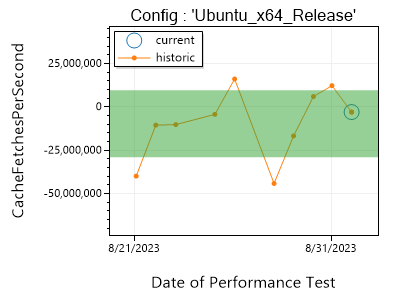 Config : 'Ubuntu_x64_Release'
current
historic
25,000,000
0
-25,000,000
-50,000,000
CacheFetchesPerSecond
8/21/2023
8/31/2023
Date of Performance Test